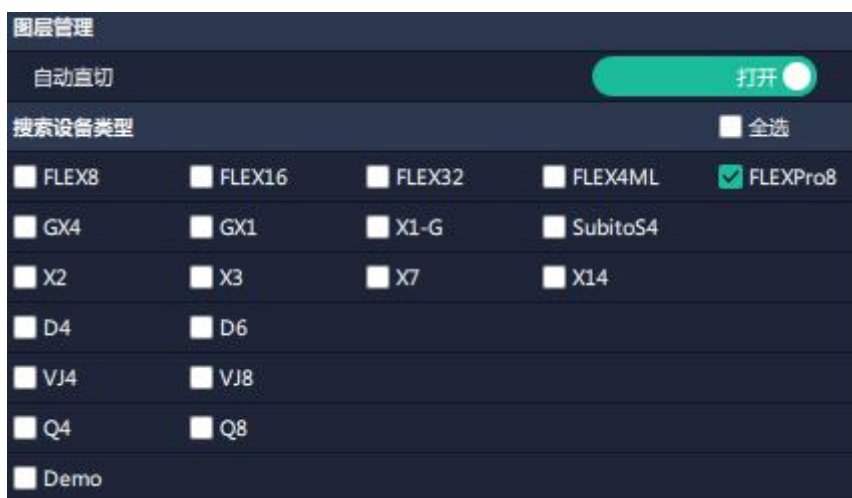 图层管理
自动直切 打开
搜索设备类型 全选
FLEX8 FLEX16 FLEX32 FLEX4ML FLEXPro8
GX4 GX1 X1-G SubitoS4
X2 X3 X7 X14
D4 D6
VJ4 VJ8
Q4 Q8
Demo